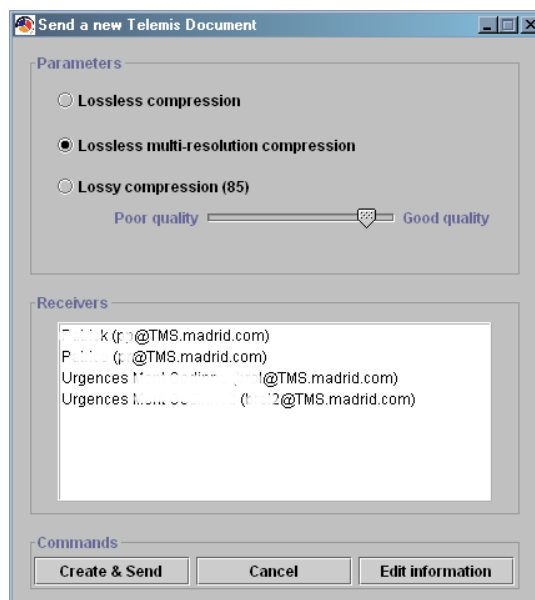 Send a new Telemis Document
Parameters
Lossless compression
Lossless multi-resolution compression
Lossy compression (85)
Poor quality Good quality
Receivers
@TMS.madrid.com)
@TMS.madrid.com)
Urgences @TMS.madrid.com)
Urgences 2@TMS.madrid.com)
Commands
Create & Send Cancel Edit information